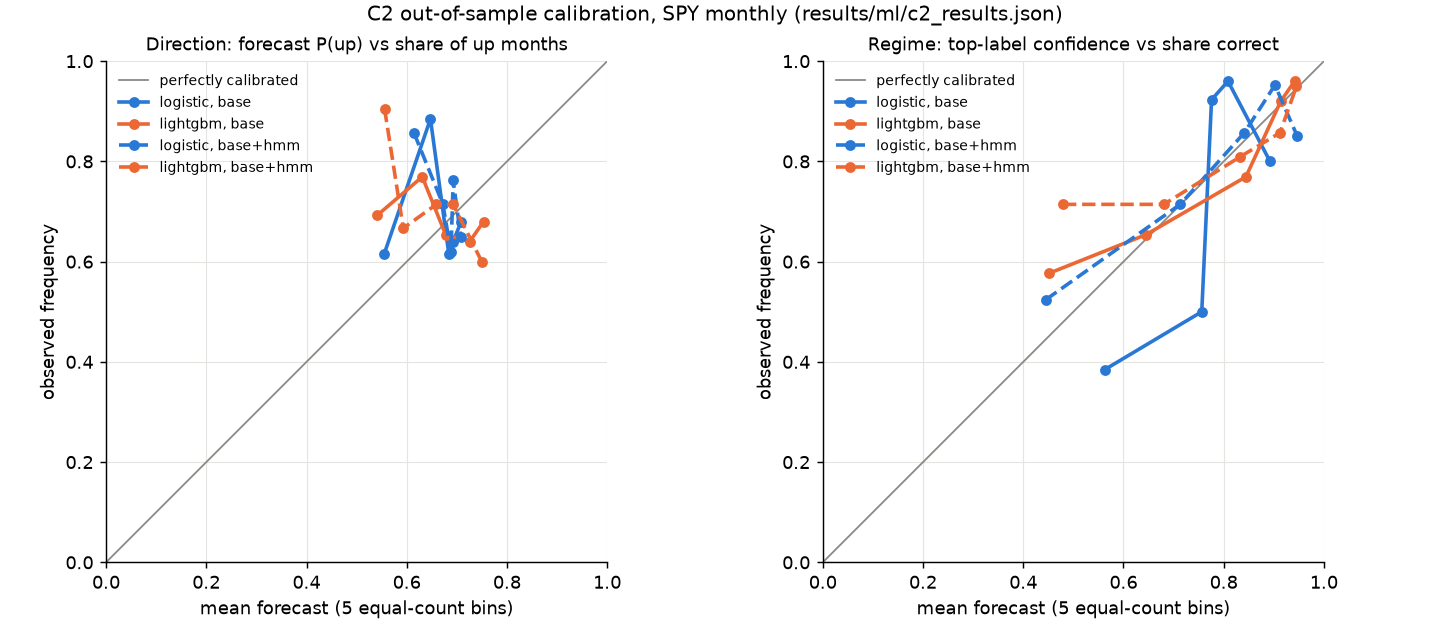 C2 out-of-sample calibration, SPY monthly (results/ml/c2_results.json)
Direction: forecast P(up) vs share of up months
perfectly calibrated
logistic, base
lightgbm, base
logistic, base+hmm
lightgbm, base+hmm
1.0
0.8
0.6
0.4
0.2
0.0
observed frequency
0.0 0.2 0.4 0.6 0.8 1.0
mean forecast (5 equal-count bins)
Regime: top-label confidence vs share correct
perfectly calibrated
logistic, base
lightgbm, base
logistic, base+hmm
lightgbm, base+hmm
1.0
0.8
0.6
0.4
0.2
0.0
observed frequency
0.0 0.2 0.4 0.6 0.8 1.0
mean forecast (5 equal-count bins)